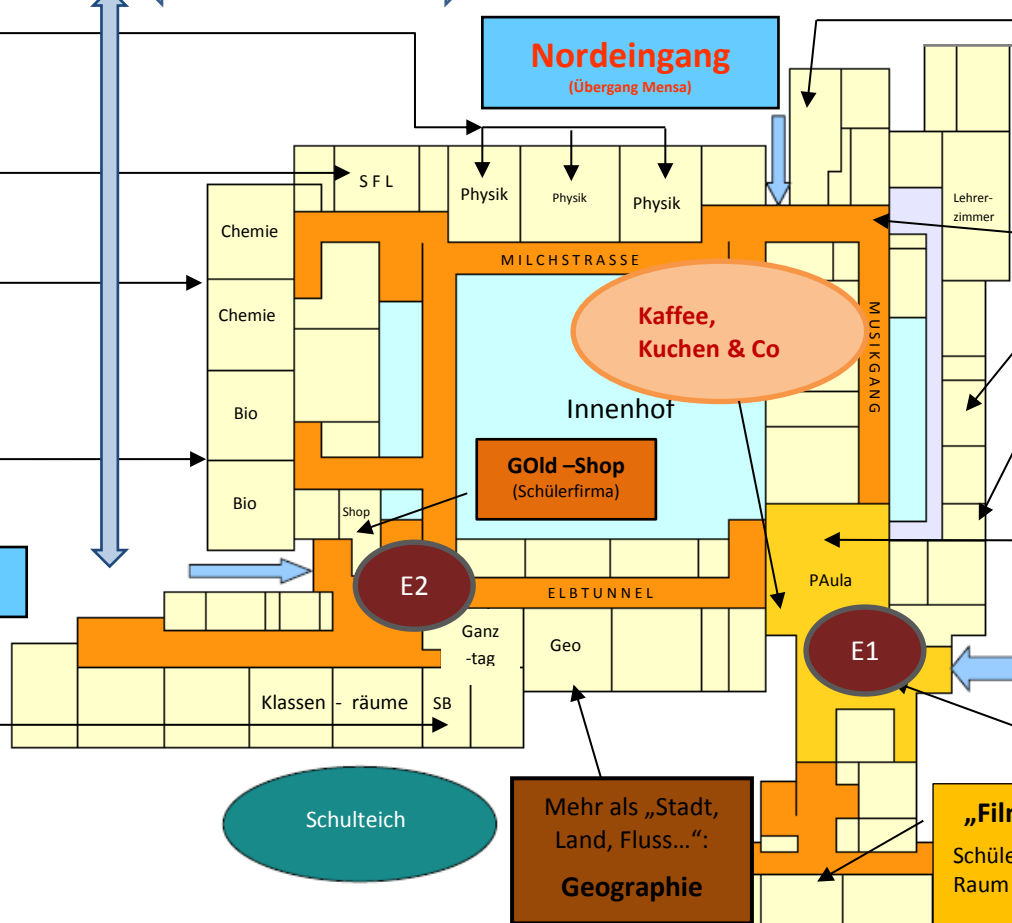 Nordeingang
(Übergang Mensa)
S F L
Physik
Physik
Physik
Lehrer-
zimmer
Chemie
MILCHSTRASSE
Chemie
Kaffee,
Kuchen & Co
MUSIKGANG
Innenhof
Bio
GOld –Shop
(Schülerfirma)
Bio
Shop
E2
ELBTUNNEL
PAula
Ganz
-tag
Geo
E1
Klassen - räume
SB
Schulteich
Mehr als „Stadt,
Land, Fluss…“:
Geographie
Schüle
Raum